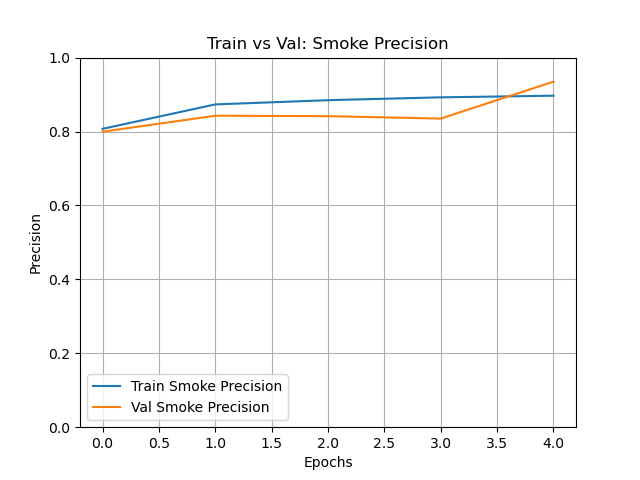 Train vs Val: Smoke Precision
1.0
0.8
0.6
0.4
0.2
0.0
Precision
Train Smoke Precision
Val Smoke Precision
0.0 0.5 1.0 1.5 2.0 2.5 3.0 3.5 4.0
Epochs